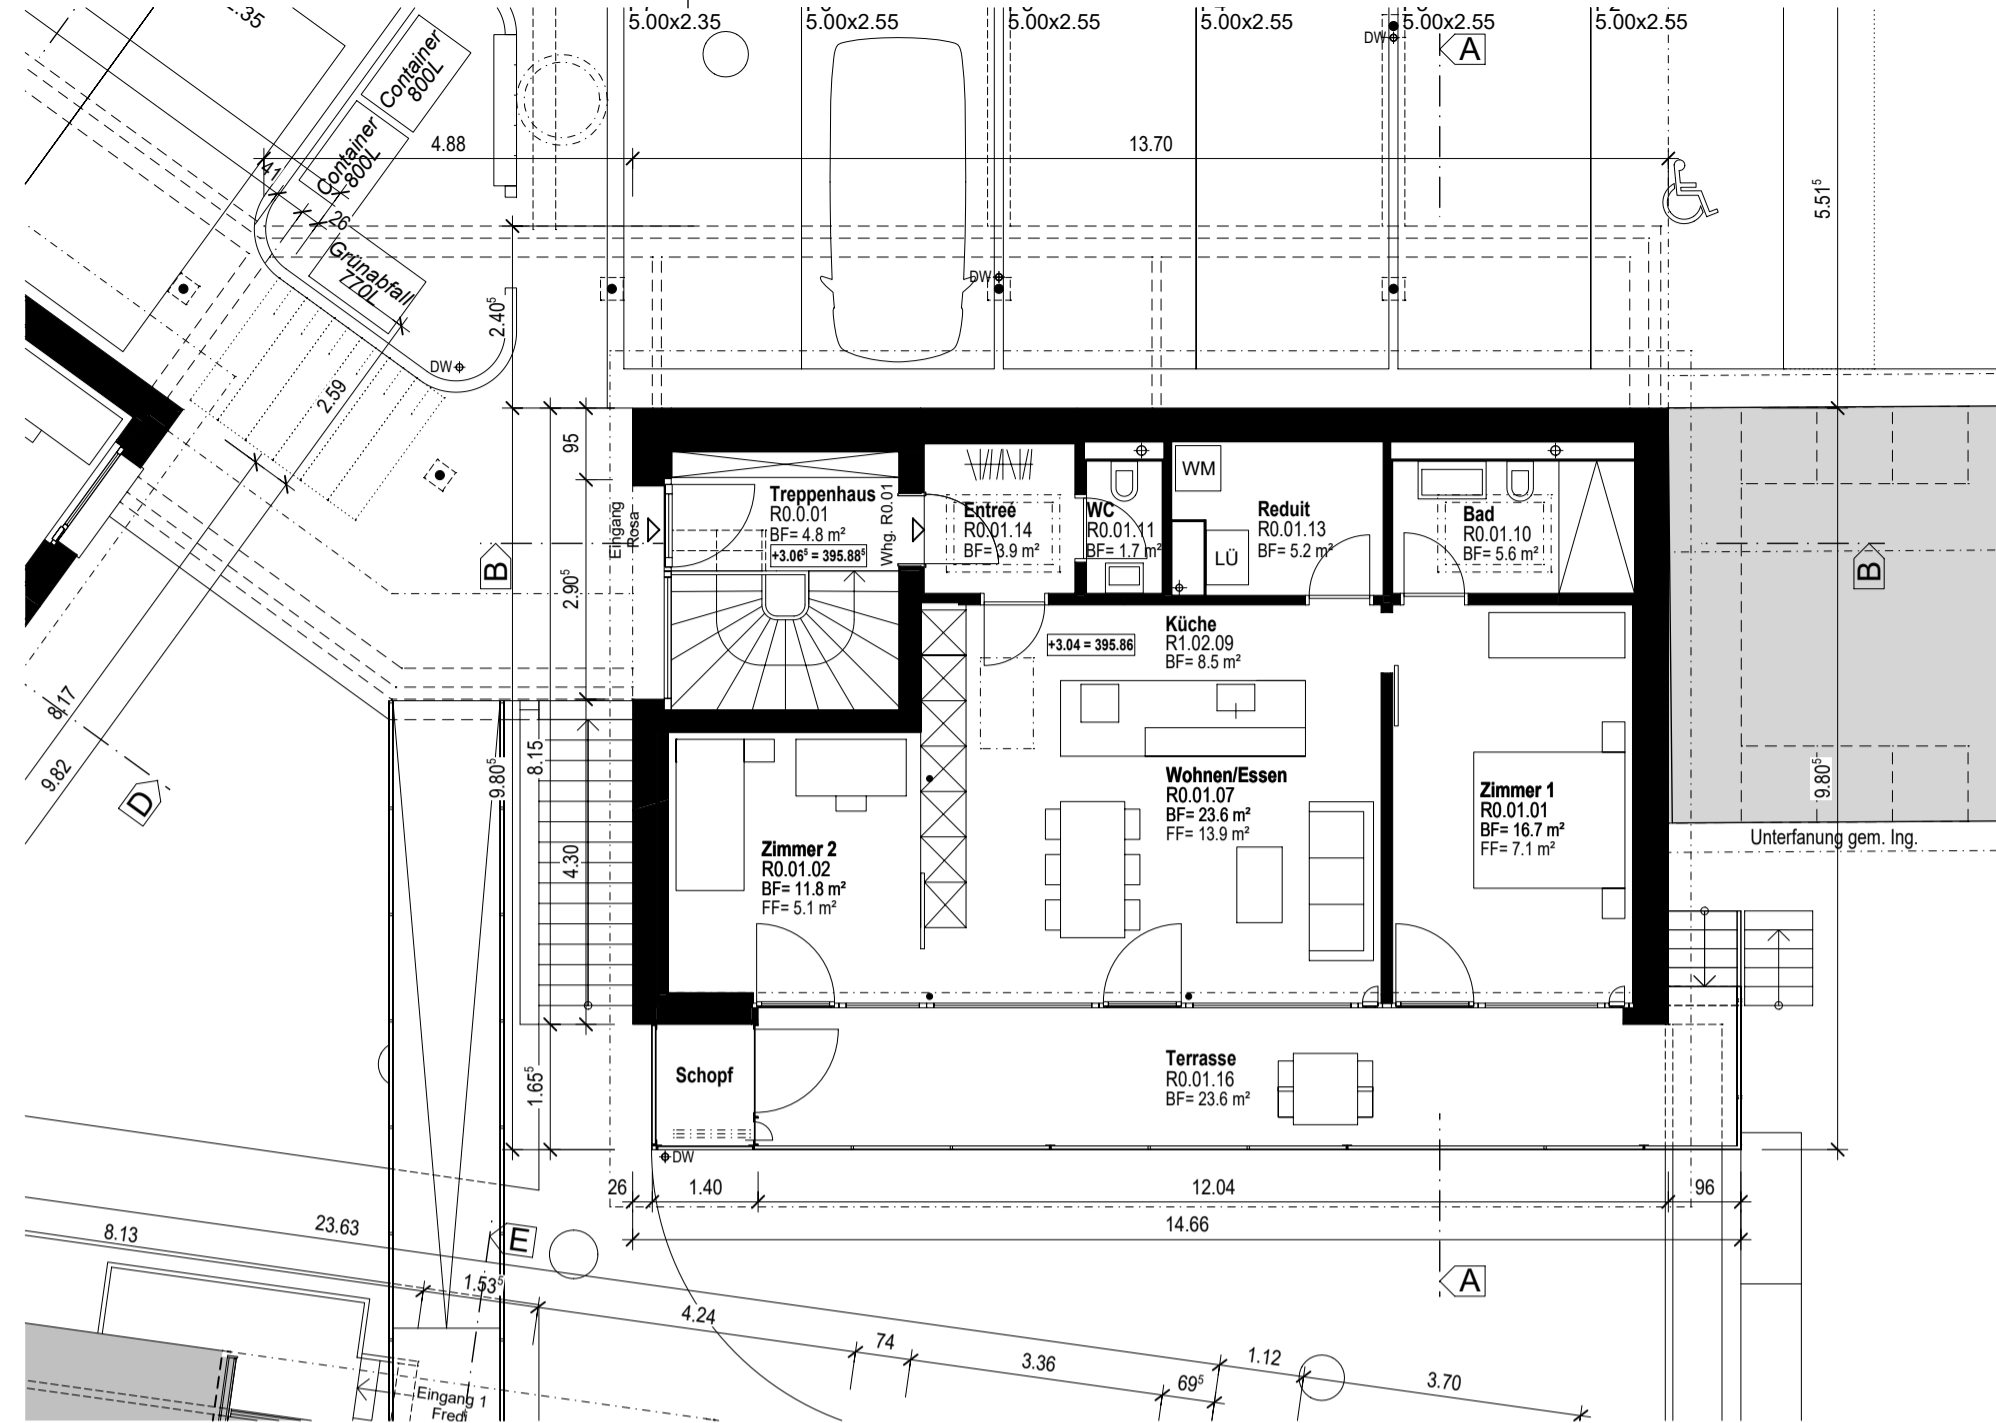 5.00x2.35
5.00x2.55
5.00x2.55
5.00x2.55
5.00x2.55
5.00x2.55
DW
A
Container
800L
Container
800L
41
26
4.88
13.70
5.51⁵
Grünabfall
770L
DW
2.40⁵
DW
2.59
95
2.90⁵
Eingang
Rosa
B
Treppenhaus
R0.0.01
BF= 4.8 m²
+3.06⁵ = 395.88⁵
Whg. R0.01
Entreé
R0.01.14
BF= 3.9 m²
WC
R0.01.11
BF= 1.7 m²
WM
LÜ
Reduit
R0.01.13
BF= 5.2 m²
Bad
R0.01.10
BF= 5.6 m²
B
Küche
R1.02.09
BF= 8.5 m²
+3.04 = 395.86
8.17
9.82
D
9.80⁵
8.15
4.30
Wohnen/Essen
R0.01.07
BF= 23.6 m²
FF= 13.9 m²
Zimmer 1
R0.01.01
BF= 16.7 m²
FF= 7.1 m²
9.80⁵
Unterfanung gem. Ing.
Zimmer 2
R0.01.02
BF= 11.8 m²
FF= 5.1 m²
1.65⁵
Schopf
Terrasse
R0.01.16
BF= 23.6 m²
DW
26
1.40
12.04
96
14.66
8.13
23.63
E
1.53⁵
4.24
74
3.36
69⁵
1.12
3.70
A
Eingang 1
Fredi